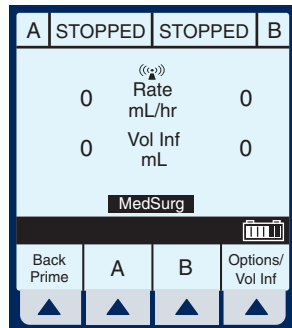 A STOPPED STOPPED B
0 Rate 0
mL/hr
0 Vol Inf 0
mL
MedSurg
Back Prime
A
B
Options/ Vol Inf